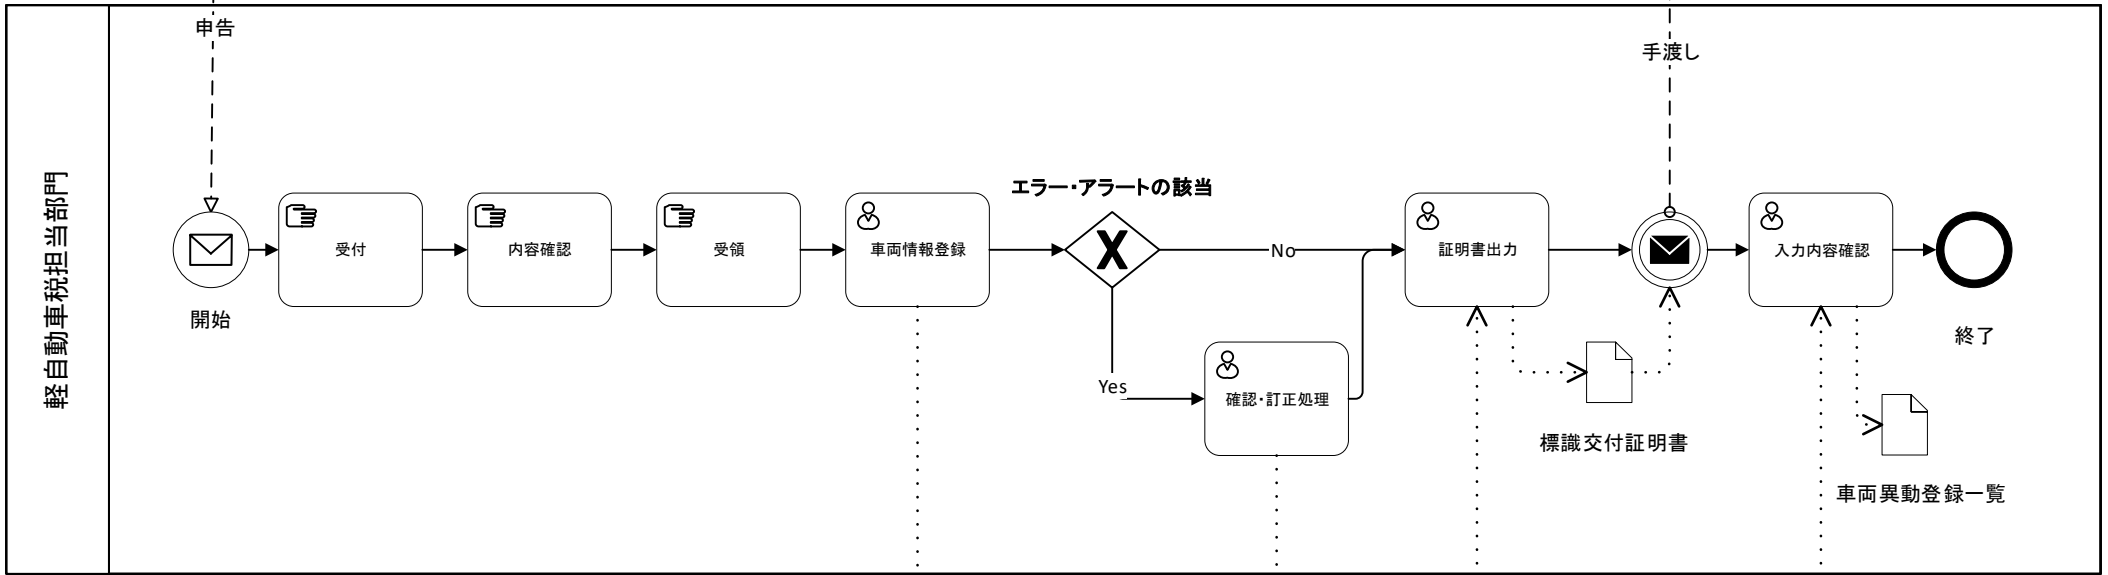 申告
手渡し
軽自動車税担当部門
エラー・アラートの該当
受付
内容確認
受領
車両情報登録
No
証明書出力
入力内容確認
開始
終了
Yes
確認・訂正処理
標識交付証明書
車両異動登録一覧